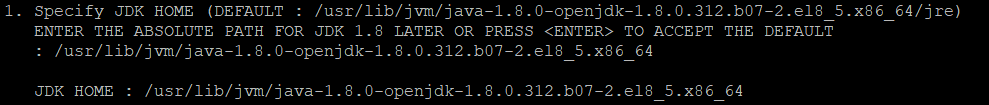 1. Specify JDK HOME (DEFAULT : /usr/lib/jvm/java-1.8.0-openjdk-1.8.0.312.b07-2.el8_5.x86_64/jre)
ENTER THE ABSOLUTE PATH FOR JDK 1.8 LATER OR PRESS <ENTER> TO ACCEPT THE DEFAULT
: /usr/lib/jvm/java-1.8.0-openjdk-1.8.0.312.b07-2.el8_5.x86_64
JDK HOME : /usr/lib/jvm/java-1.8.0-openjdk-1.8.0.312.b07-2.el8_5.x86_64